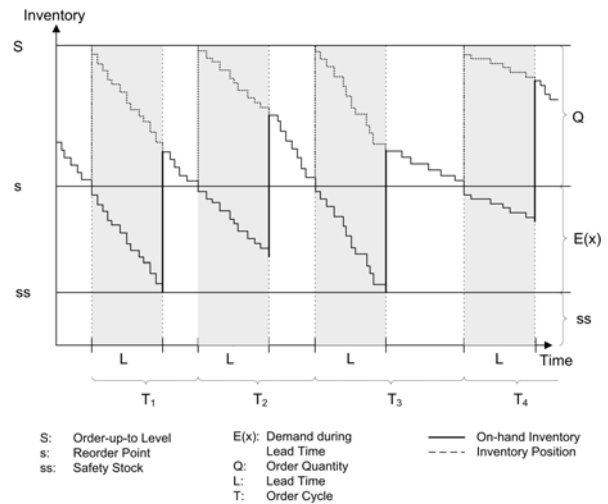 Inventory
S
Q
s
E(x)
ss
ss
L
L
L
L
Time
T1
T2
T3
T4
S: Order-up-to Level
s: Reorder Point
ss: Safety Stock
E(x): Demand during
Lead Time
Q: Order Quantity
L: Lead Time
T: Order Cycle
On-hand Inventory
Inventory Position